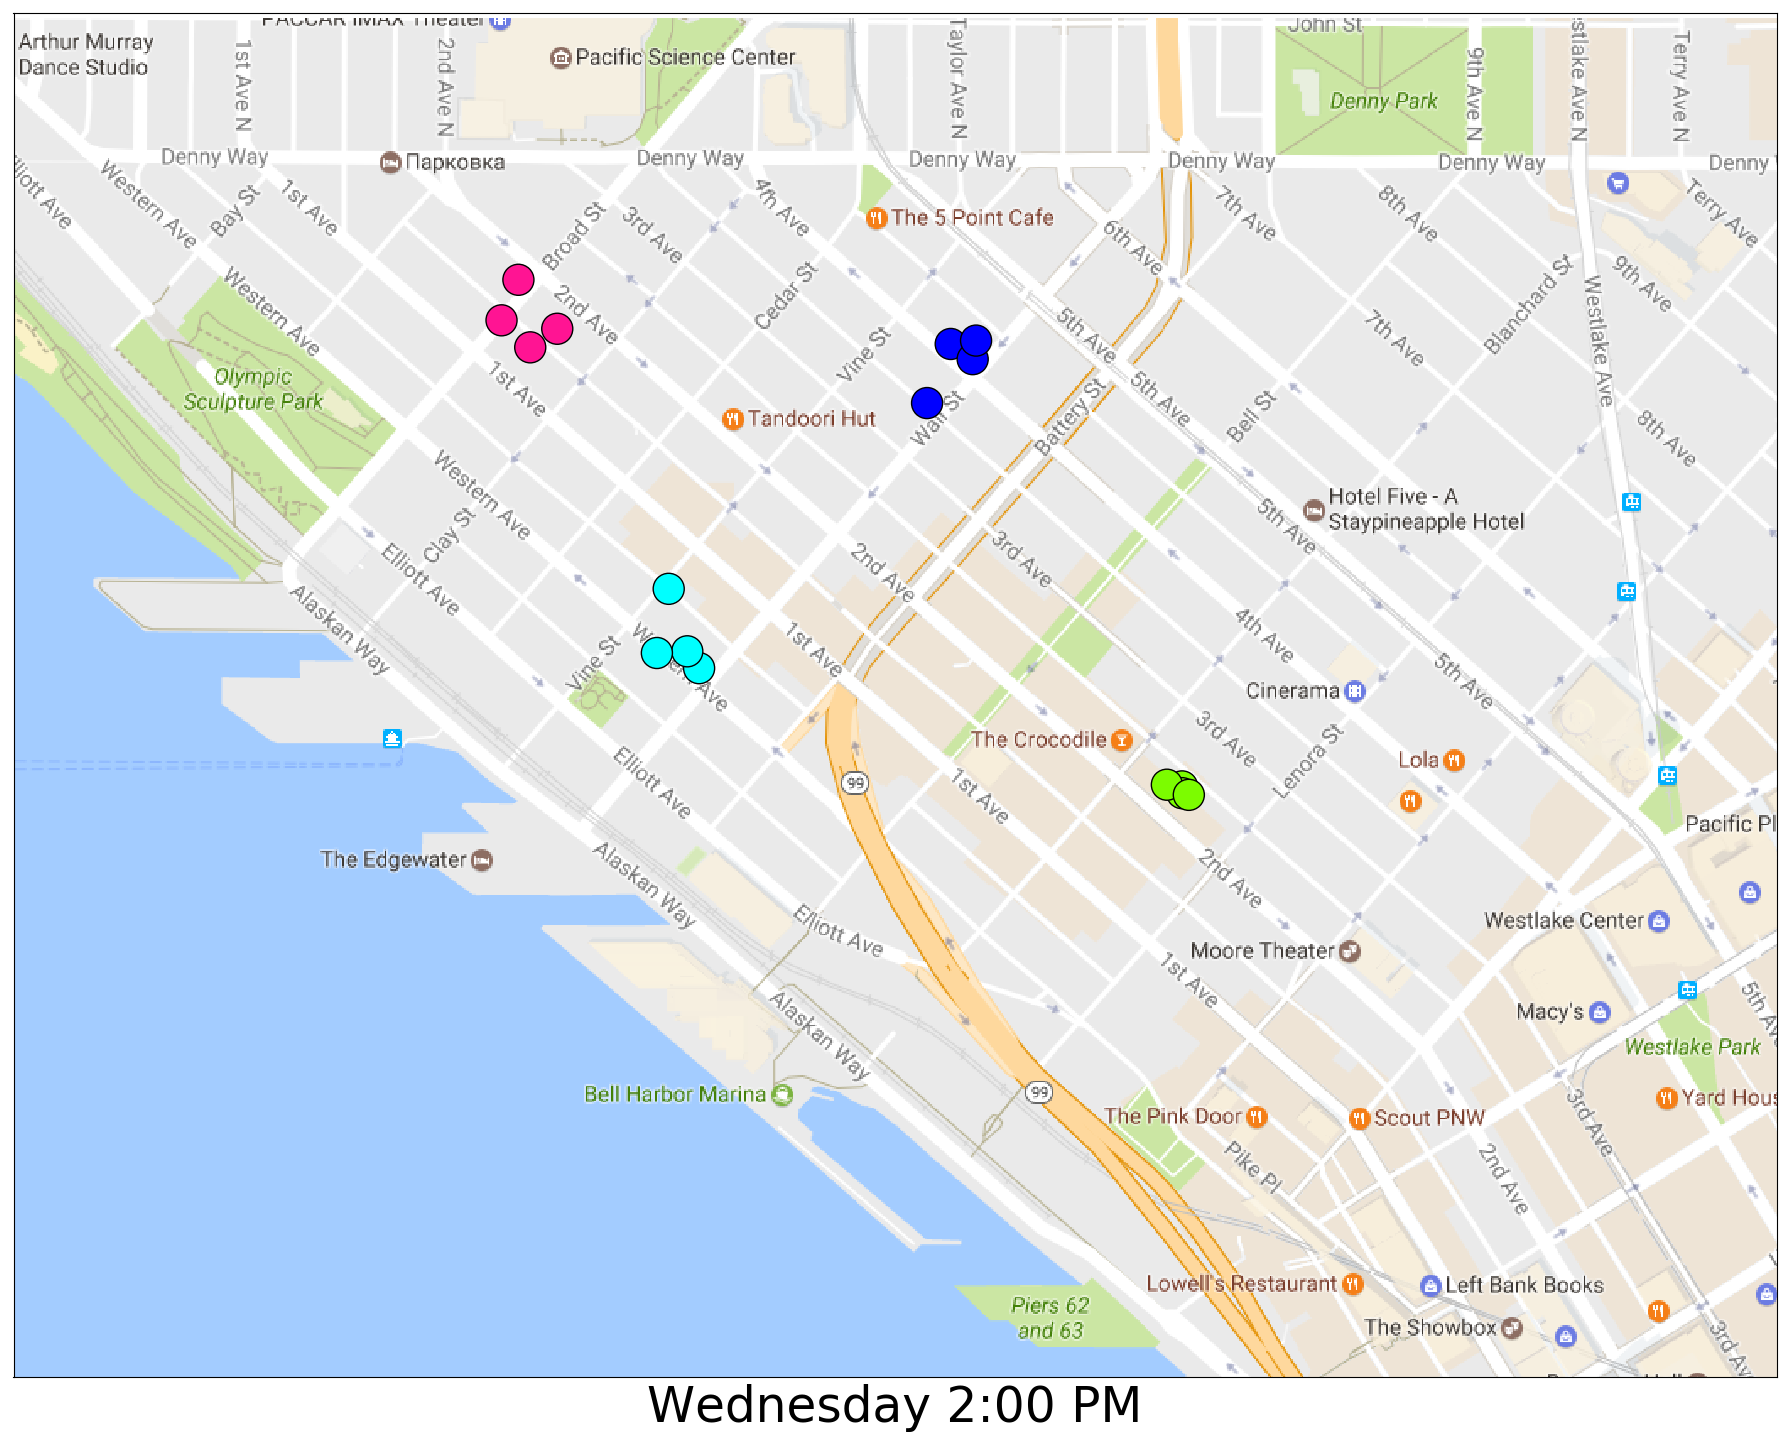 PACCAR IMAX Theater
John St
Arthur Murray
Dance Studio
1st Ave N
2nd Ave N
Pacific Science Center
Taylor Ave N
Denny Park
9th Ave N
Westlake Ave N
Terry Ave N
Denny Way
Парковка
Denny Way
Denny Way
Denny Way
Denny Way
Denny
Elliott Ave
Western Ave
Bay St
1st Ave
Broad St
3rd Ave
4th Ave
The 5 Point Cafe
6th Ave
7th Ave
8th Ave
Terry Ave
9th Ave
Western Ave
2nd Ave
Cedar St
Vine St
5th Ave
5th Ave
7th Ave
Blanchard St
Westlake Ave
Olympic
Sculpture Park
1st Ave
Tandoori Hut
Wall St
Battery St
Bell St
8th Ave
Western Ave
Clay St
Elliott Ave
2nd Ave
3rd Ave
5th Ave
Hotel Five - A
Staypineapple Hotel
Alaskan Way
Vine St
Western Ave
1st Ave
4th Ave
5th Ave
Cinerama
The Crocodile
3rd Ave
Lenora St
Lola
Elliott Ave
99
1st Ave
Pacific Pl
The Edgewater
Alaskan Way
Elliott Ave
2nd Ave
Westlake Center
Moore Theater
1st Ave
Macy's
5th Ave
Westlake Park
Alaskan Way
Bell Harbor Marina
99
The Pink Door
Scout PNW
Yard Hous
3rd Ave
Pike Pl
2nd Ave
Lowell's Restaurant
Left Bank Books
Piers 62
and 63
The Showbox
3rd Av
Wednesday 2:00 PM